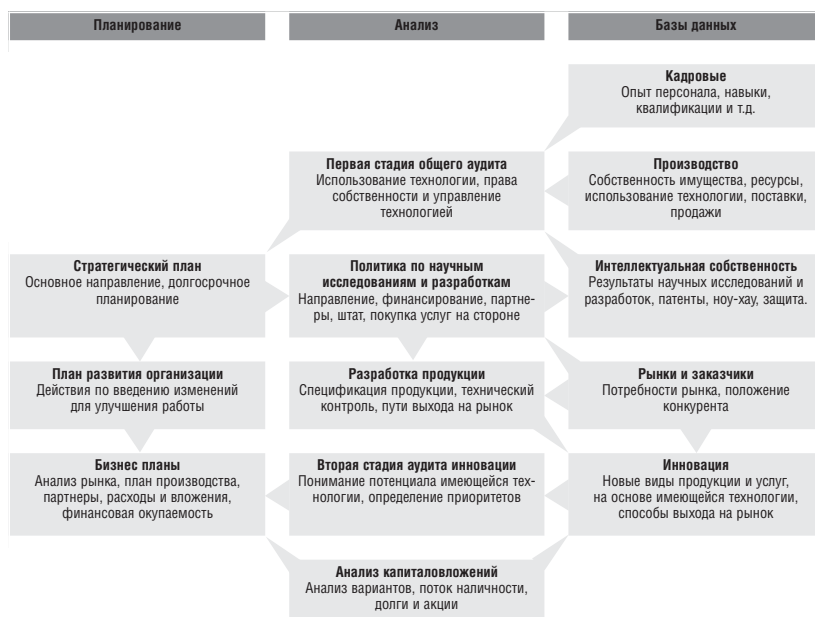 Планирование
Анализ
Базы данных
Кадровые
Опыт персонала, навыки,
квалификации и т.д.
Первая стадия общего аудита
Использование технологии, права
собственности и управление
технологией
Производство
Собственность имущества, ресурсы,
использование технологии, поставки,
продажи
Стратегический план
Основное направление, долгосрочное
планирование
Политика по научным
исследованиям и разработкам
Направление, финансирование, партне-
ры, штат, покупка услуг на стороне
Интеллектуальная собственность
Результаты научных исследований и
разработок, патенты, ноу-хау, защита.
План развития организации
Действия по введению изменений
для улучшения работы
Разработка продукции
Спецификация продукции, технический
контроль, пути выхода на рынок
Рынки и заказчики
Потребности рынка, положение
конкурента
Бизнес планы
Анализ рынка, план производства,
партнеры, расходы и вложения,
финансовая окупаемость
Вторая стадия аудита инновации
Понимание потенциала имеющейся тех-
нологии, определение приоритетов
Инновация
Новые виды продукции и услуг,
на основе имеющейся технологии,
способы выхода на рынок
Анализ капиталовложений
Анализ вариантов, поток наличности,
долги и акции